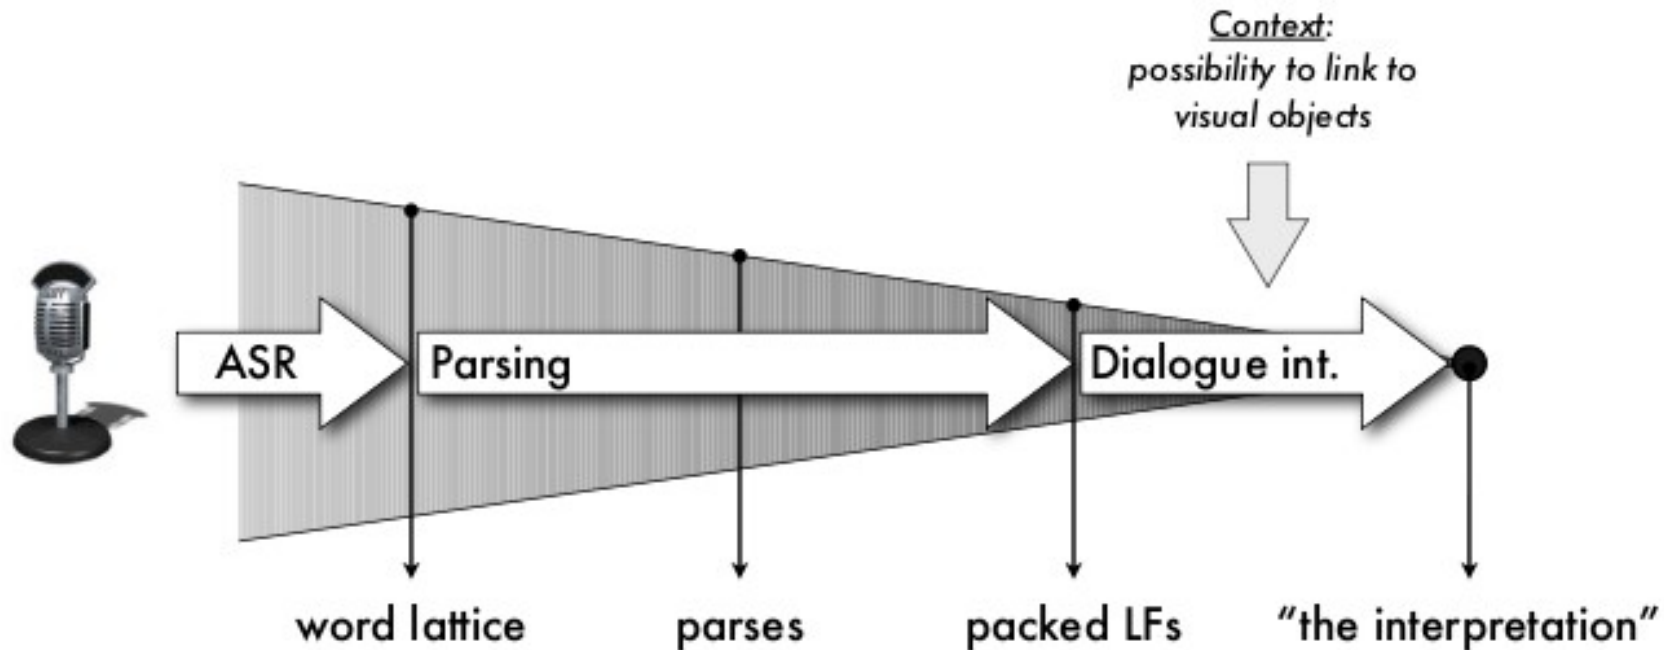 Context:
possibility to link to
visual objects
ASR
Parsing
Dialogue int.
word lattice
parses
packed LFs
“the interpretation”